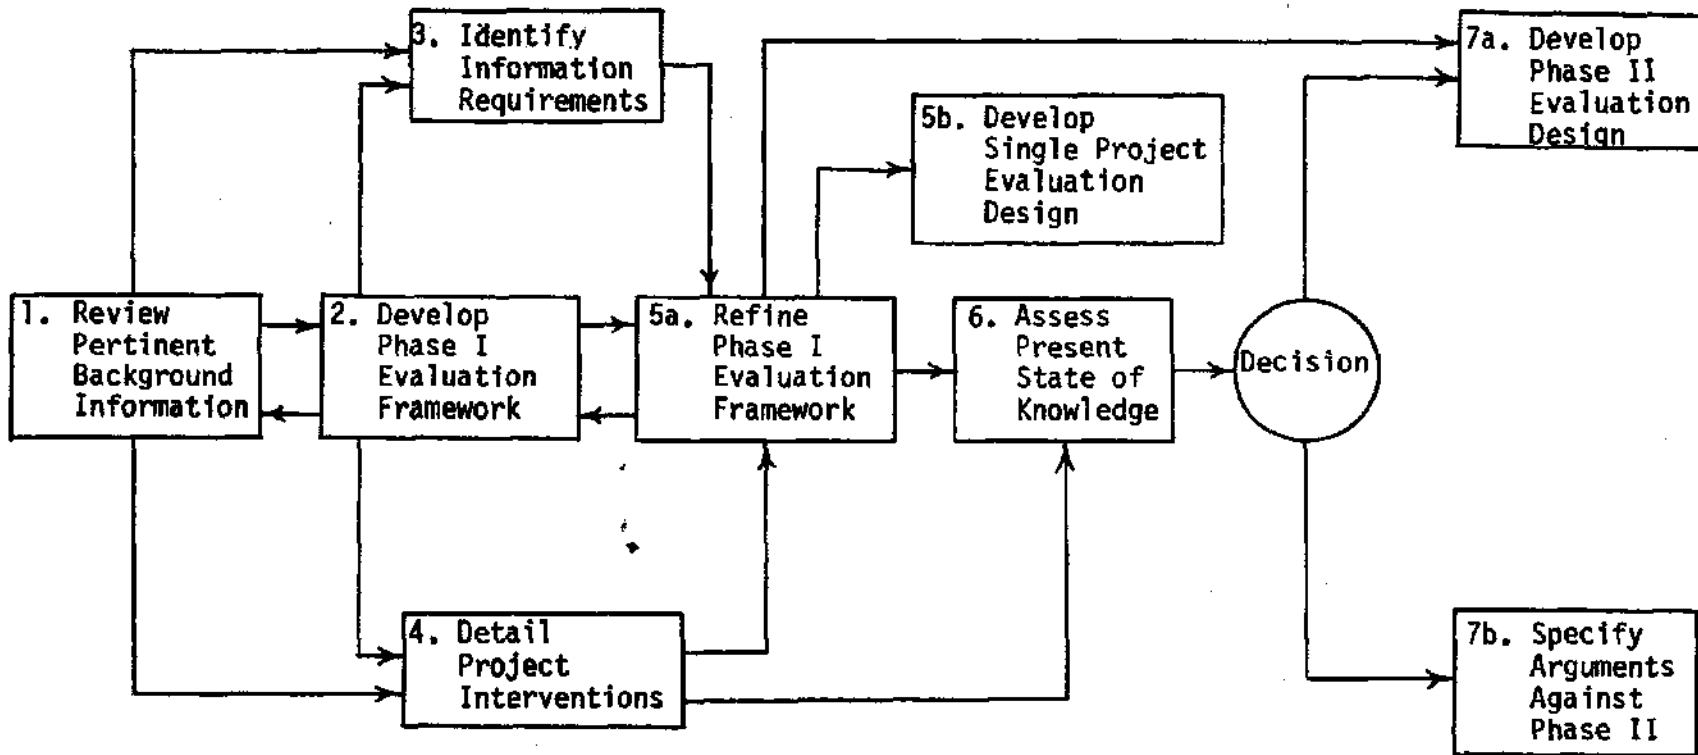 3. Identify
Information
Requirements
7a. Develop
Phase II
Evaluation
Design
5b. Develop
Single Project
Evaluation
Design
1. Review
Pertinent
Background
Information
2. Develop
Phase I
Evaluation
Framework
5a. Refine
Phase I
Evaluation
Framework
6. Assess
Present
State of
Knowledge
Decision
4. Detail
Project
Interventions
7b. Specify
Arguments
Against
Phase II